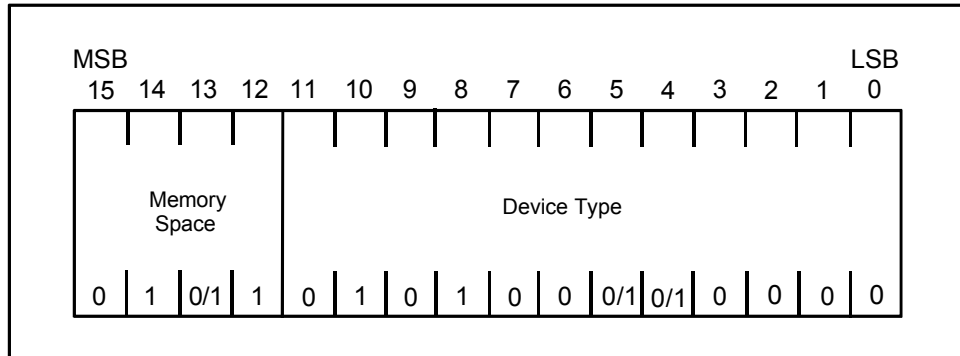 MSB LSB
15 14 13 12 11 10 9 8 7 6 5 4 3 2 1 0
Memory
Space
Device Type
0 1 0/1 1 0 1 0 1 0 0 0/1 0/1 0 0 0 0